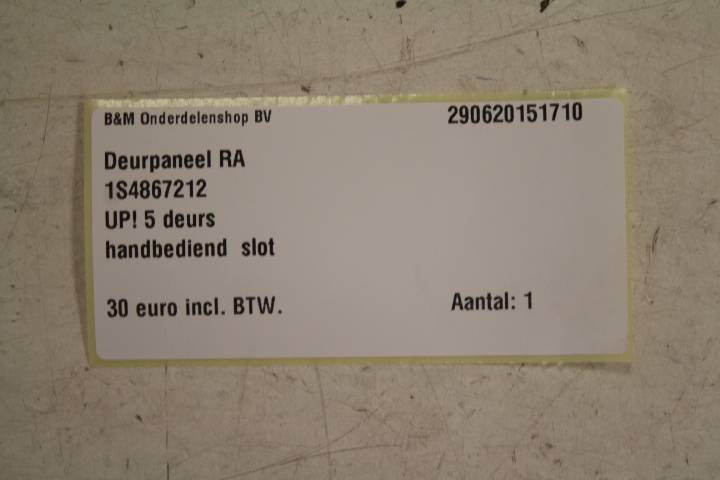 B&M Onderdelenshop BV 290620151710
Deurpaneel RA
1S4867212
UP! 5 deurs
handbediend slot
30 euro incl. BTW. Aantal: 1